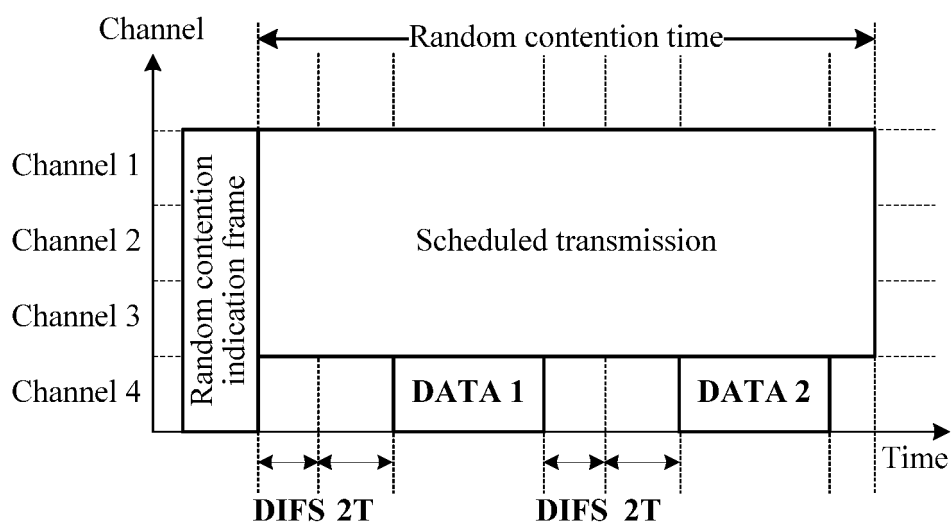 Channel
Random contention time
Channel 1
Channel 2
Channel 3
Channel 4
Random contention
indication frame
Scheduled transmission
DATA 1
DATA 2
Time
DIFS 2T
DIFS 2T